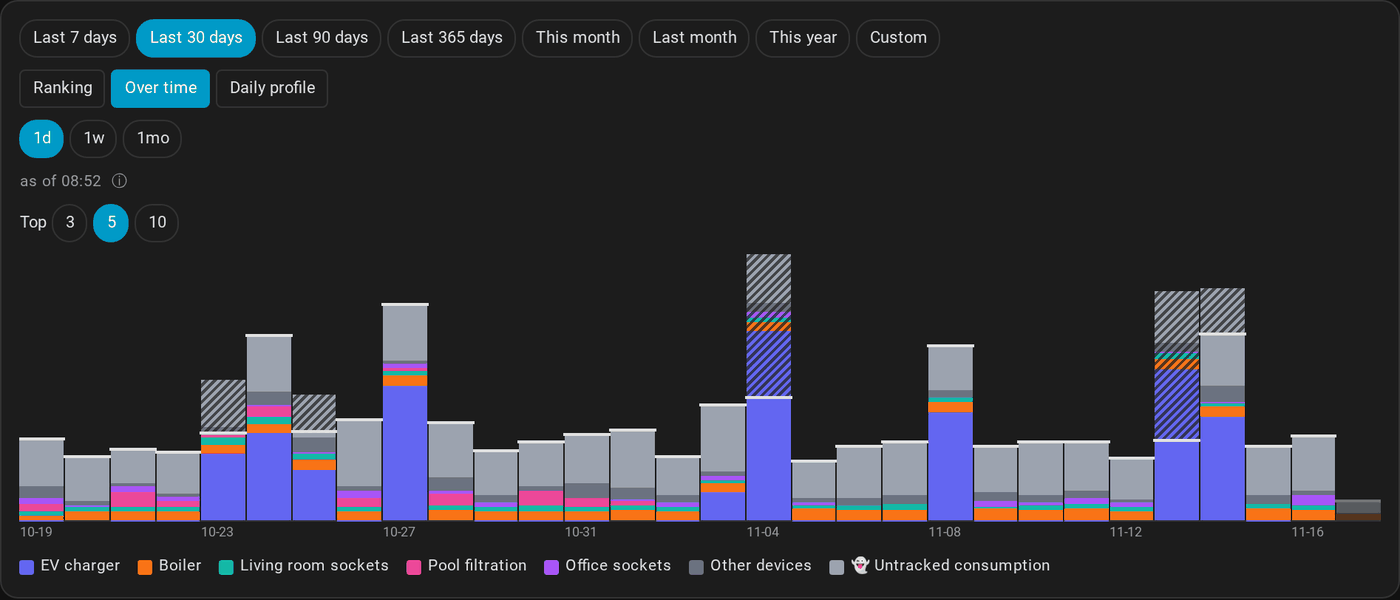 Last 7 days Last 30 days Last 90 days Last 365 days This month Last month This year Custom
Ranking Over time Daily profile
1d 1w 1mo
as of 08:52 ⓘ
Top 3 5 10
10-19 10-23 10-27 10-31 11-04 11-08 11-12 11-16
EV charger Boiler Living room sockets Pool filtration Office sockets Other devices 👻 Untracked consumption